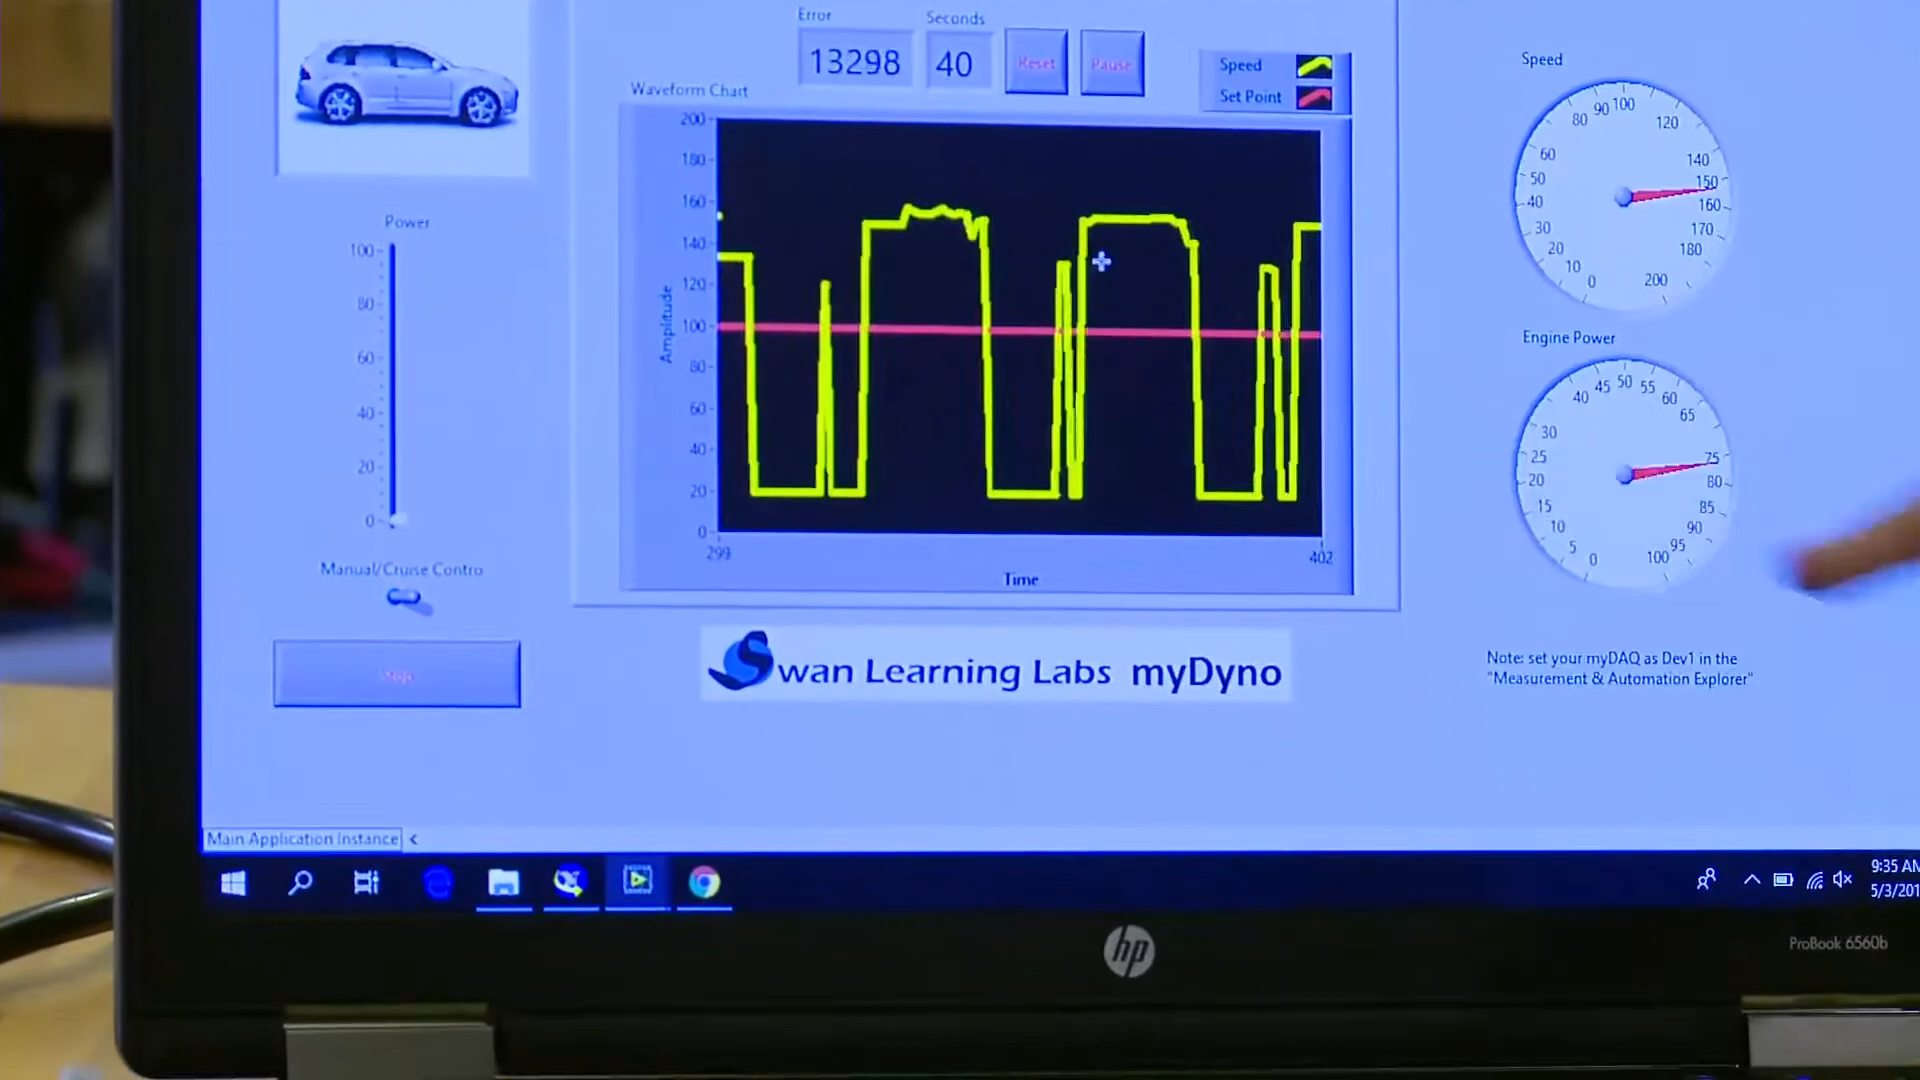 Error
Seconds
13298
40
Reset
Pause
Speed
Set Point
Waveform Chart
200
180
160
140
120
100
80
60
40
20
0
Amplitude
299
402
Time
Power
100
80
60
40
20
0
Manual/Cruise Contro
Stop
Speed
0
10
20
30
40
50
60
80
90
100
120
140
150
160
170
180
200
Engine Power
0
5
10
15
20
25
30
40
45
50
55
60
65
75
80
85
90
95
100
Swan Learning Labs myDyno
Note: set your myDAQ as Dev1 in the
"Measurement & Automation Explorer"
Main Application Instance
9:35 AM
5/3/201
hp
ProBook 6560b